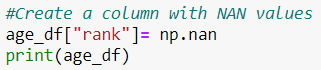 #Create a column with NAN values
age_df["rank"]= np.nan
print(age_df)